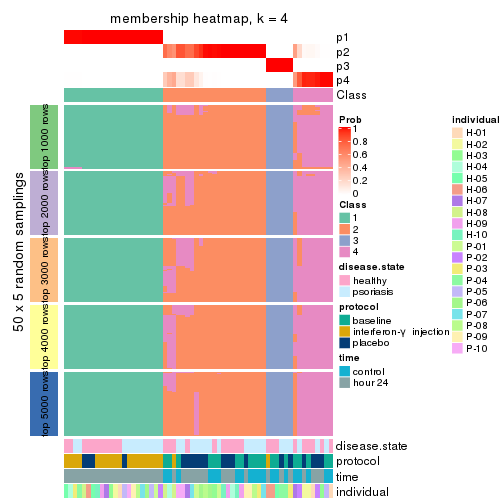 membership heatmap, k = 4
p1
p2
p3
p4
Class
50 x 5 random samplings
top 1000 rows
top 2000 rows
top 3000 rows
top 4000 rows
top 5000 rows
disease.state
protocol
time
individual
Prob
1
0.8
0.6
0.4
0.2
0
Class
1
2
3
4
disease.state
healthy
psoriasis
protocol
baseline
interferon-γ injection
placebo
time
control
hour 24
individual
H-01
H-02
H-03
H-04
H-05
H-06
H-07
H-08
H-09
H-10
P-01
P-02
P-03
P-04
P-05
P-06
P-07
P-08
P-09
P-10